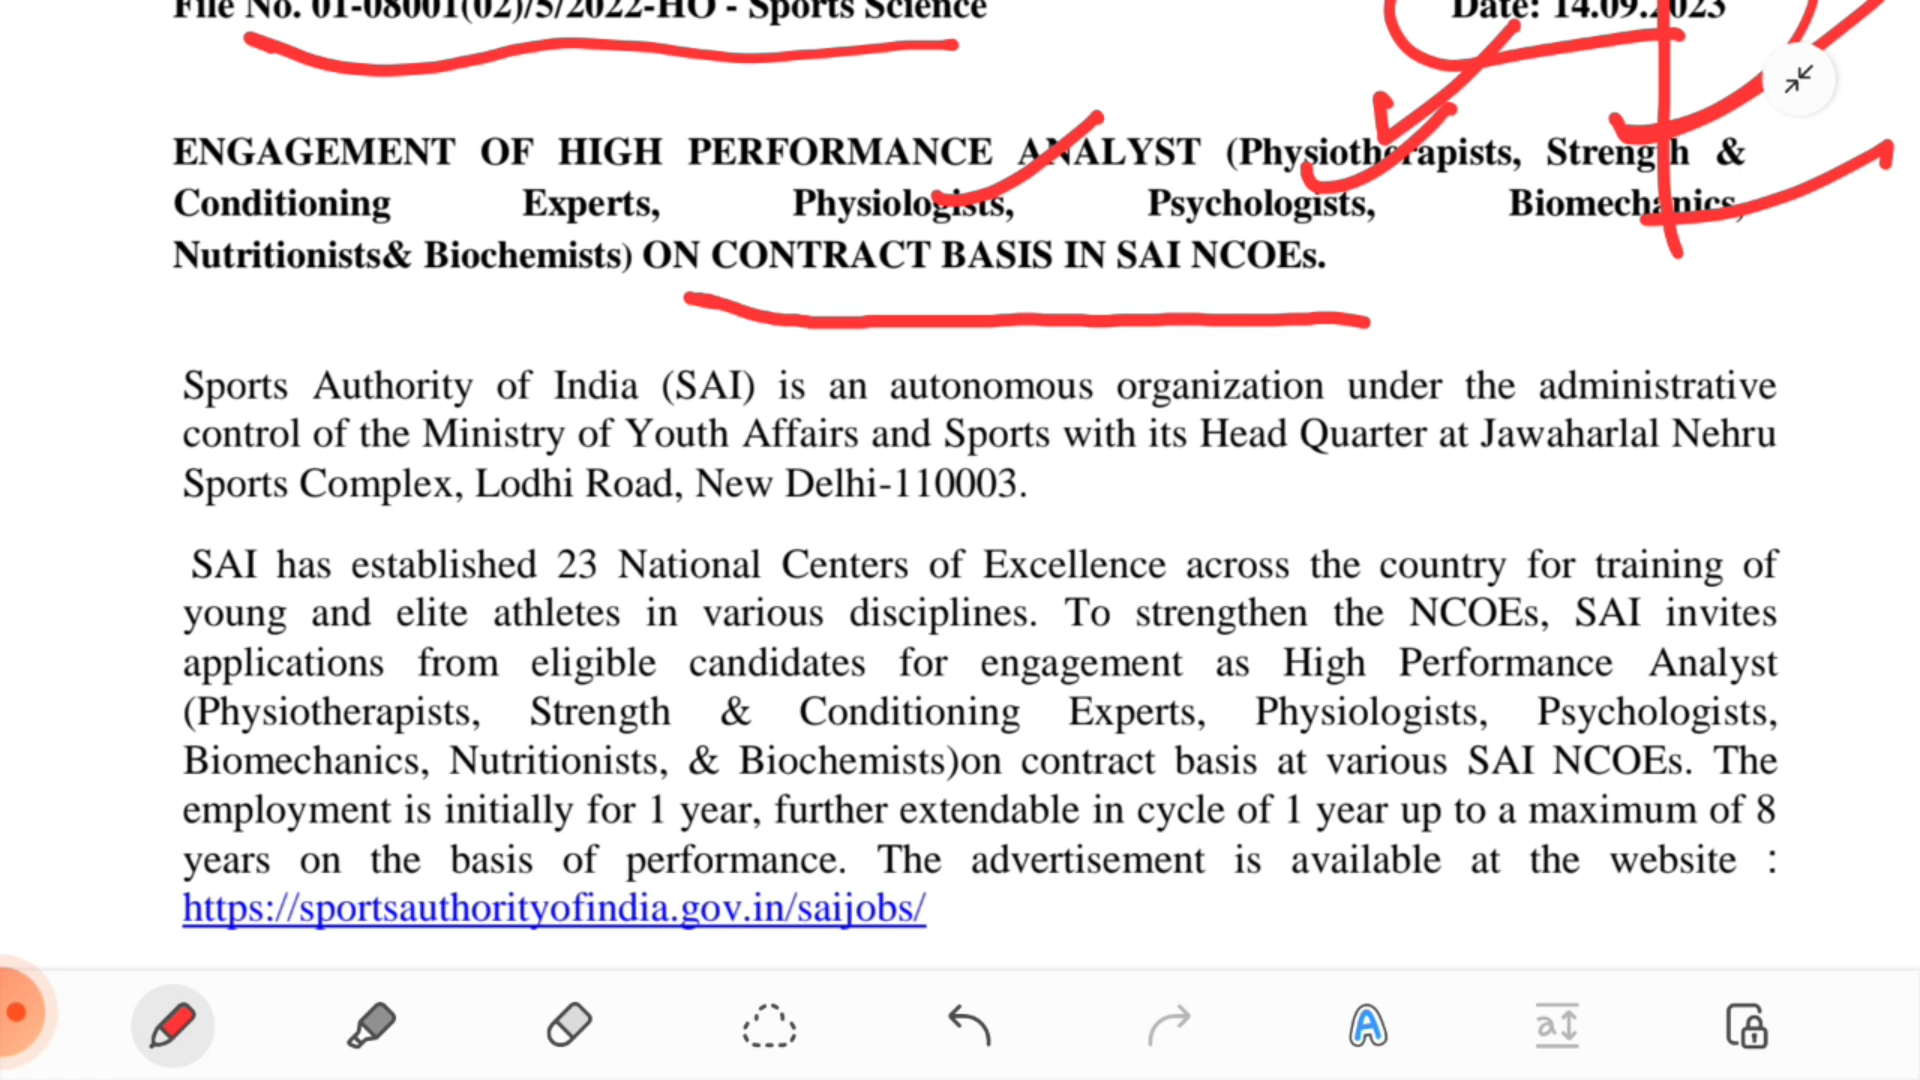 File No. 01-08001(02)/5/2022-HO - Sports Science Date: 14.09.2023
ENGAGEMENT OF HIGH PERFORMANCE ANALYST (Physiotherapists, Strength &
Conditioning Experts, Physiologists, Psychologists, Biomechanics,
Nutritionists& Biochemists) ON CONTRACT BASIS IN SAI NCOEs.
Sports Authority of India (SAI) is an autonomous organization under the administrative
control of the Ministry of Youth Affairs and Sports with its Head Quarter at Jawaharlal Nehru
Sports Complex, Lodhi Road, New Delhi-110003.
SAI has established 23 National Centers of Excellence across the country for training of
young and elite athletes in various disciplines. To strengthen the NCOEs, SAI invites
applications from eligible candidates for engagement as High Performance Analyst
(Physiotherapists, Strength & Conditioning Experts, Physiologists, Psychologists,
Biomechanics, Nutritionists, & Biochemists)on contract basis at various SAI NCOEs. The
employment is initially for 1 year, further extendable in cycle of 1 year up to a maximum of 8
years on the basis of performance. The advertisement is available at the website :
https://sportsauthorityofindia.gov.in/saijobs/
A
a